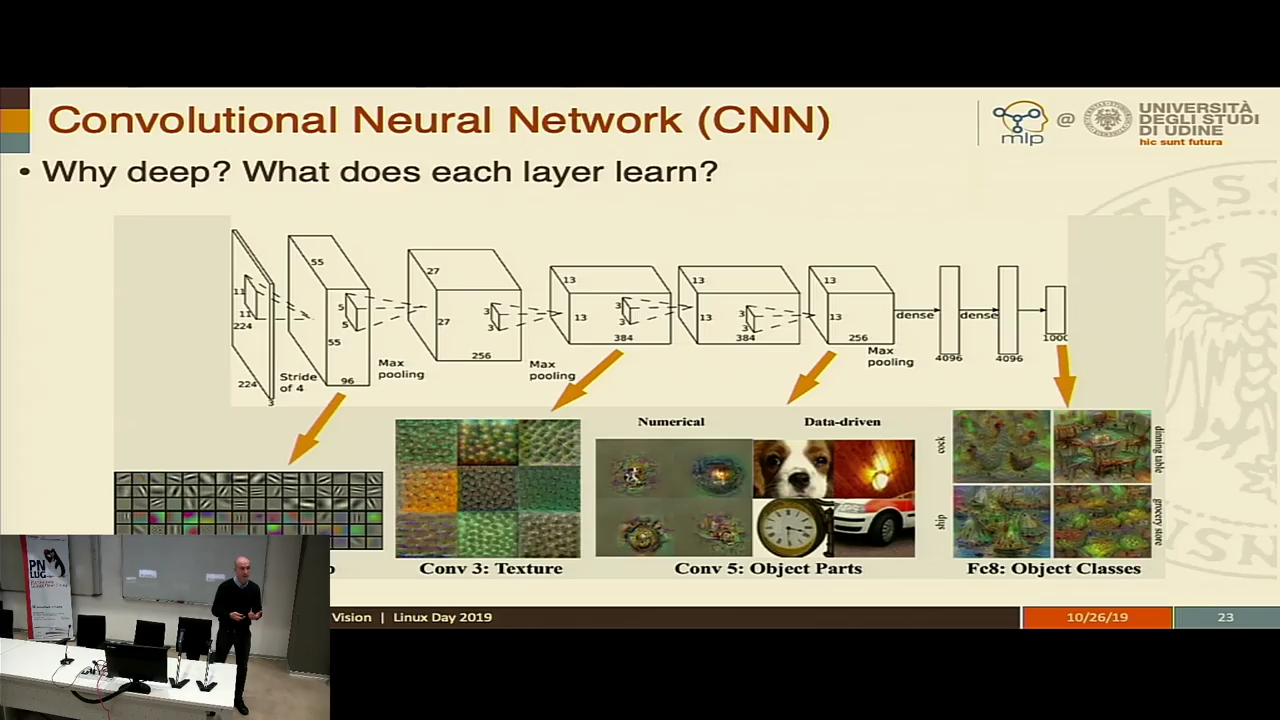 Convolutional Neural Network (CNN)
mlp
@
UNIVERSITÀ
DEGLI STUDI
DI UDINE
hic sunt futura
• Why deep? What does each layer learn?
11
11
224
224
3
Stride
of 4
55
55
5
5
96
Max
pooling
27
27
3
3
256
Max
pooling
13
13
3
3
384
13
13
3
3
384
13
13
256
Max
pooling
dense
4096
dense
4096
1000
Numerical
Data-driven
cock
dinning table
ship
grocery store
Conv 3: Texture
Conv 5: Object Parts
Fc8: Object Classes
PN
LUG
Vision | Linux Day 2019
10/26/19
23